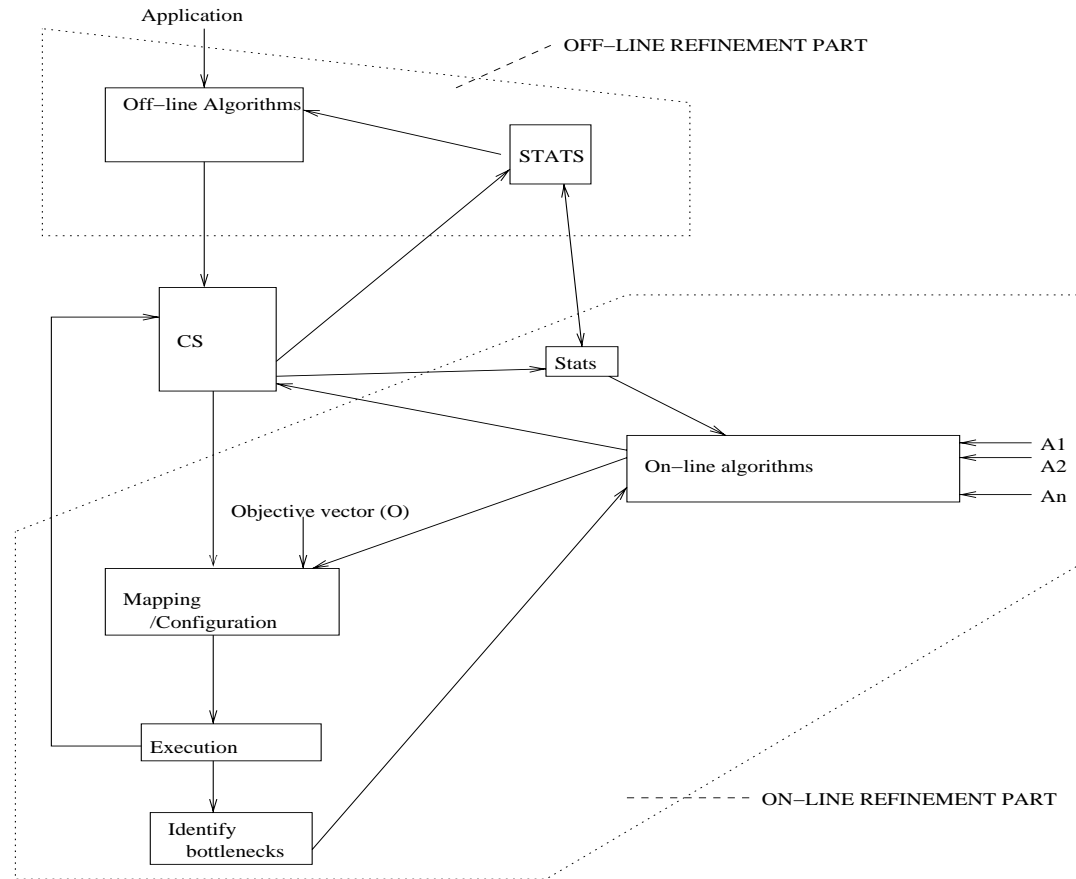 Application
OFF–LINE REFINEMENT PART
Off–line Algorithms
STATS
CS
Stats
A1
On–line algorithms
A2
An
Objective vector (O)
Mapping
/Configuration
Execution
ON–LINE REFINEMENT PART
Identify
bottlenecks